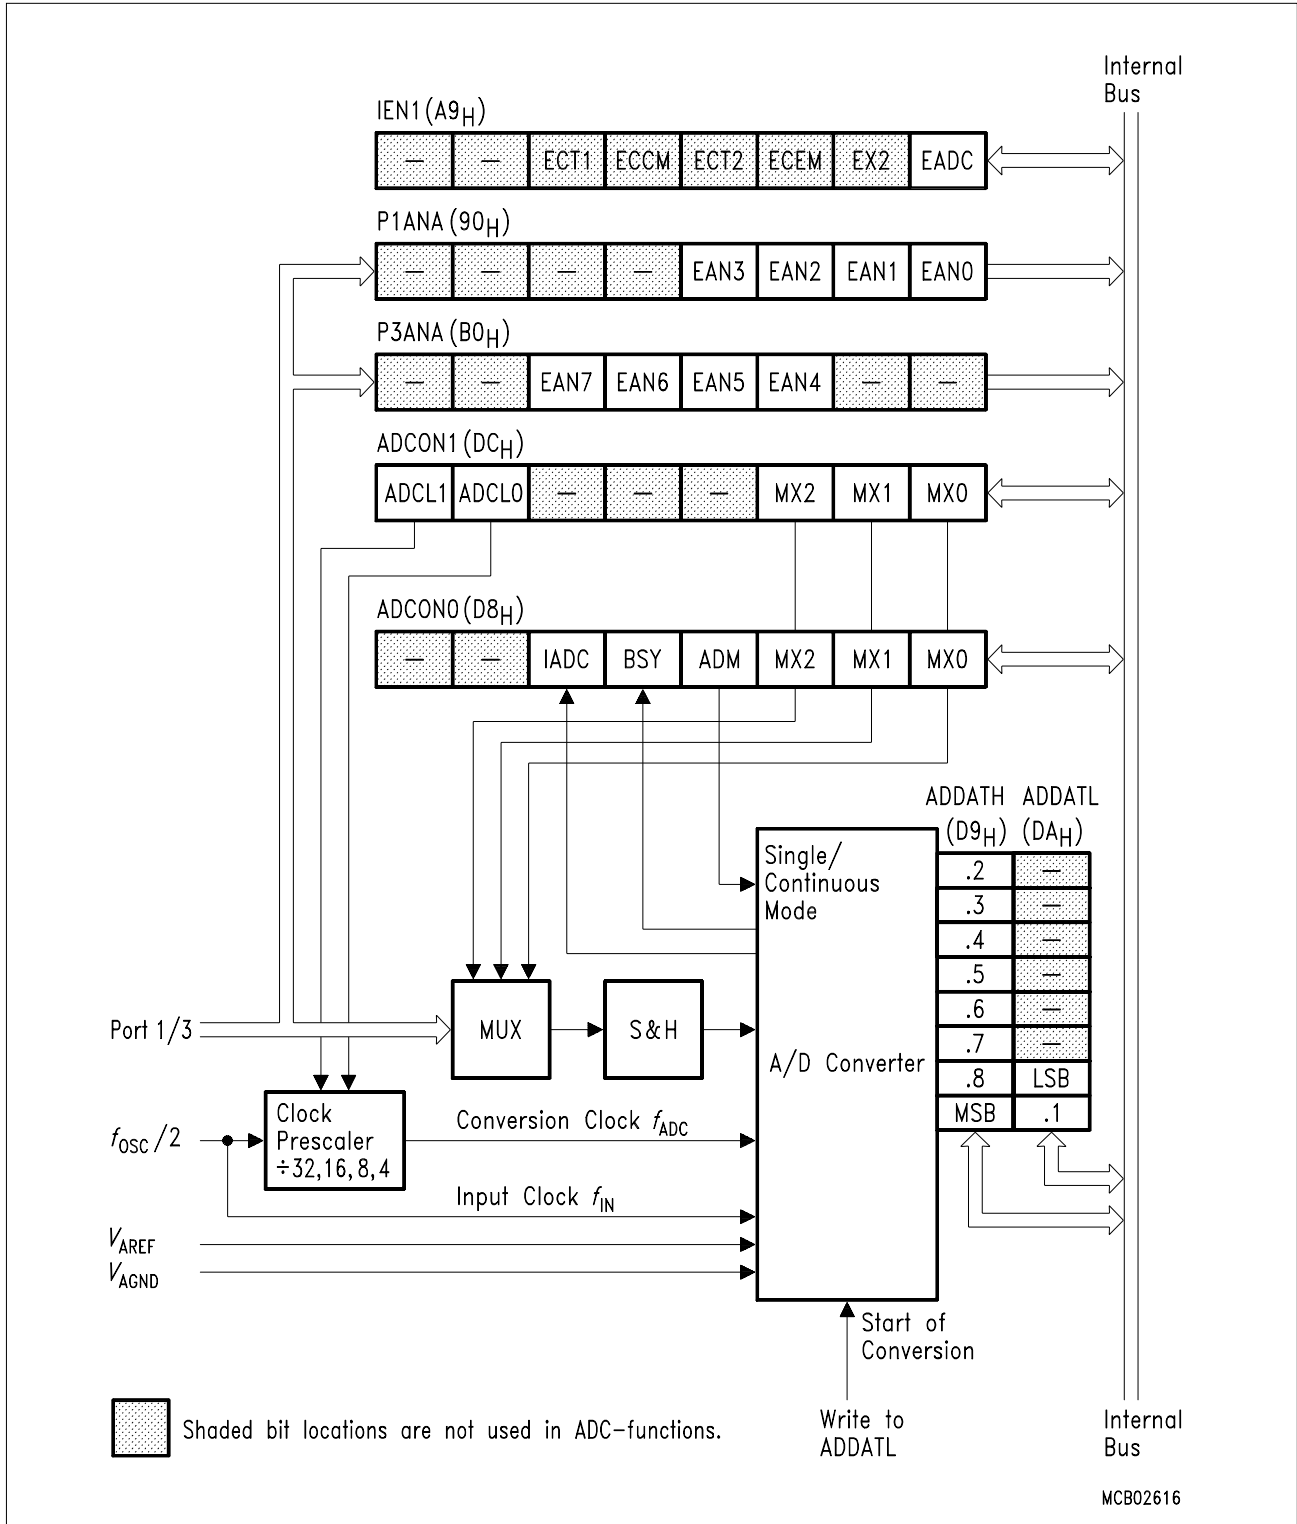 Internal
Bus
IEN1 (A9H)
— — ECT1 ECCM ECT2 ECEM EX2 EADC
P1ANA (90H)
— — — — EAN3 EAN2 EAN1 EAN0
P3ANA (B0H)
— — EAN7 EAN6 EAN5 EAN4 — —
ADCON1 (DCH)
ADCL1 ADCL0 — — — MX2 MX1 MX0
ADCON0 (D8H)
— — IADC BSY ADM MX2 MX1 MX0
ADDATH ADDATL
(D9H) (DAH)
Single/
Continuous
Mode
.2 —
.3 —
.4 —
.5 —
.6 —
.7 —
.8 LSB
MSB .1
Port 1/3
MUX
S&H
A/D Converter
fOSC/2
Clock
Prescaler
÷32,16,8,4
Conversion Clock fADC
Input Clock fIN
VAREF
VAGND
Start of
Conversion
Write to
ADDATL
Shaded bit locations are not used in ADC-functions.
Internal
Bus
MCB02616